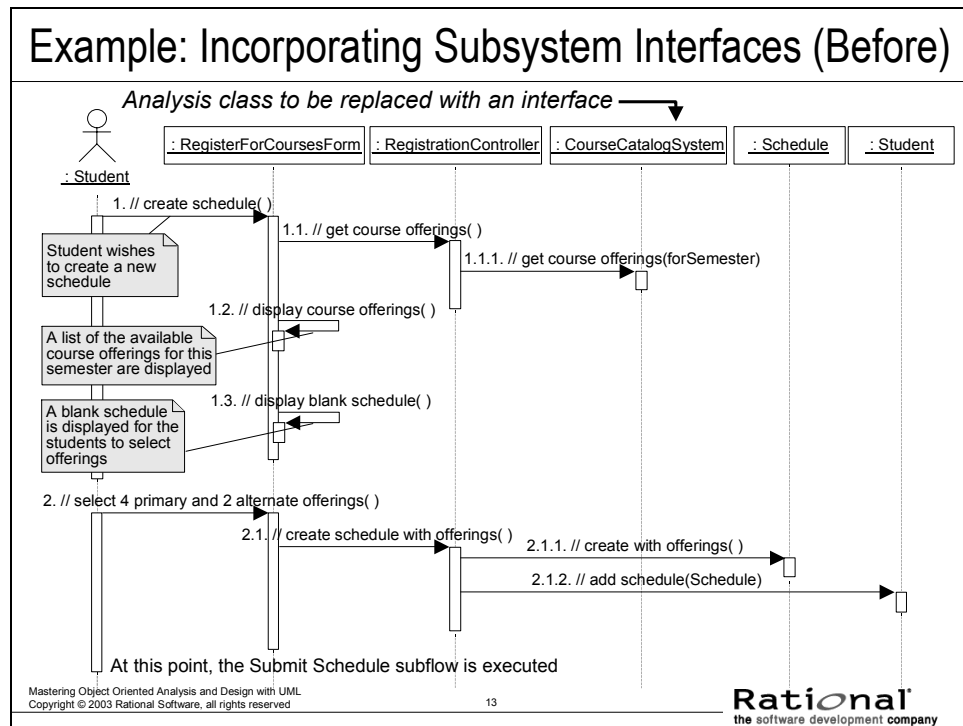 Example: Incorporating Subsystem Interfaces (Before)
Analysis class to be replaced with an interface
: Student
: RegisterForCoursesForm
: RegistrationController
: CourseCatalogSystem
: Schedule
: Student
1. // create schedule( )
1.1. // get course offerings( )
Student wishes
to create a new
schedule
1.1.1. // get course offerings(forSemester)
1.2. // display course offerings( )
A list of the available
course offerings for this
semester are displayed
1.3. // display blank schedule( )
A blank schedule
is displayed for the
students to select
offerings
2. // select 4 primary and 2 alternate offerings( )
2.1. // create schedule with offerings( )
2.1.1. // create with offerings( )
2.1.2. // add schedule(Schedule)
At this point, the Submit Schedule subflow is executed
Mastering Object Oriented Analysis and Design with UML
Copyright © 2003 Rational Software, all rights reserved
13
Rational
the software development company